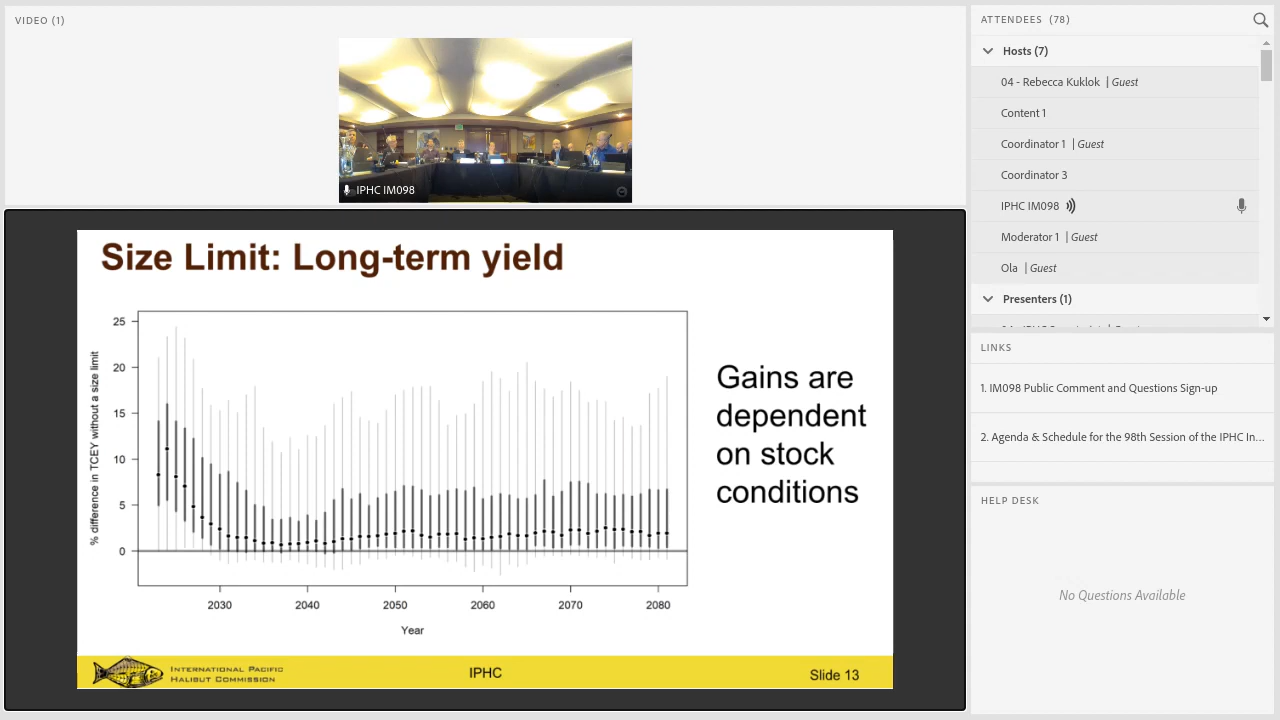 VIDEO (1)
IPHC IM098
Size Limit: Long-term yield
% difference in TCEY without a size limit
25
20
15
10
5
0
2030
2040
2050
2060
2070
2080
Year
Gains are
dependent
on stock
conditions
INTERNATIONAL PACIFIC
HALIBUT COMMISSION
IPHC
Slide 13
ATTENDEES (78)
Hosts (7)
04 - Rebecca Kuklok | Guest
Content 1
Coordinator 1 | Guest
Coordinator 3
IPHC IM098
Moderator 1 | Guest
Ola | Guest
Presenters (1)
LINKS
1. IM098 Public Comment and Questions Sign-up
2. Agenda & Schedule for the 98th Session of the IPHC In...
HELP DESK
No Questions Available